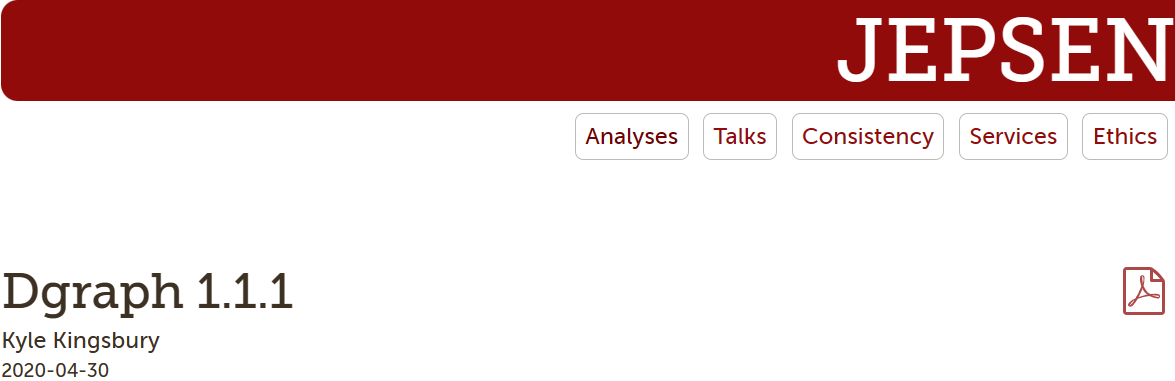 JEPSEN
Analyses Talks Consistency Services Ethics
Dgraph 1.1.1
Kyle Kingsbury
2020-04-30